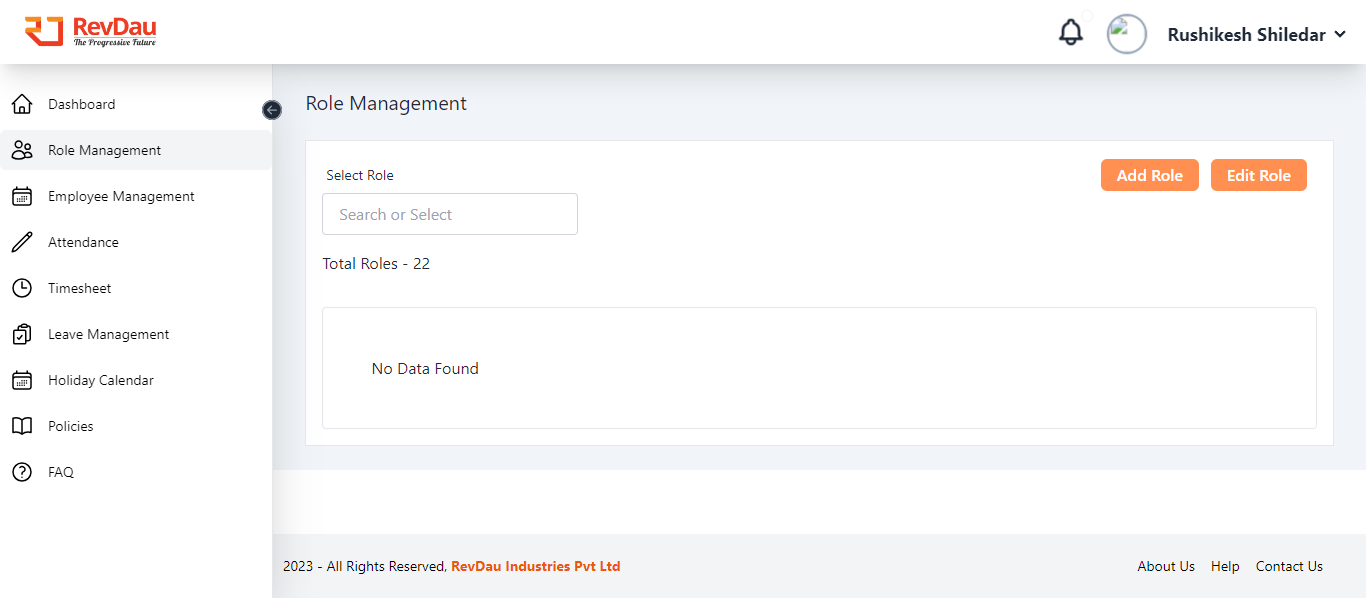 RevDau
The Progressive Future
Rushikesh Shiledar
Dashboard
Role Management
Employee Management
Attendance
Timesheet
Leave Management
Holiday Calendar
Policies
FAQ
Role Management
Select Role
Add Role
Edit Role
Search or Select
Total Roles - 22
No Data Found
2023 - All Rights Reserved, RevDau Industries Pvt Ltd
About Us
Help
Contact Us